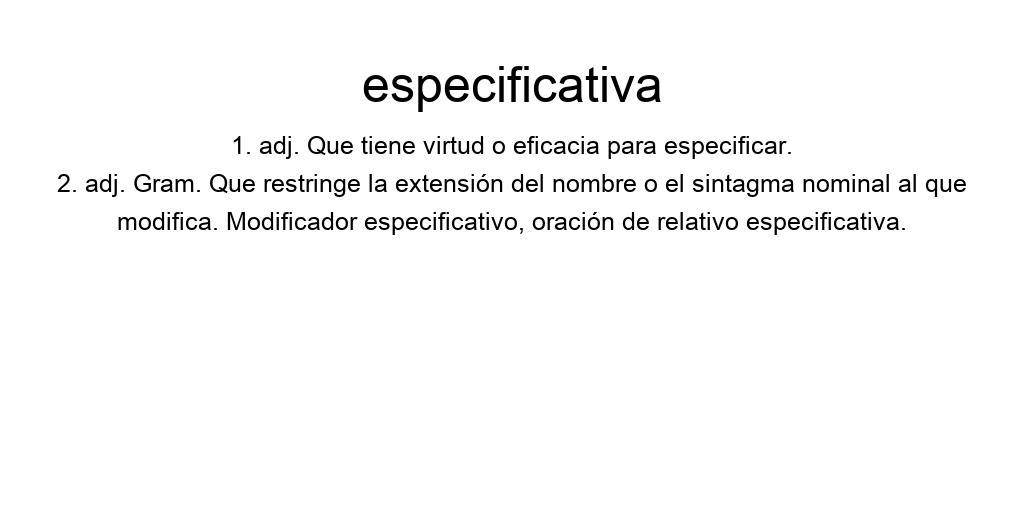 especificativa
1. adj. Que tiene virtud o eficacia para especificar.
2. adj. Gram. Que restringe la extensión del nombre o el sintagma nominal al que
modifica. Modificador especificativo, oración de relativo especificativa.